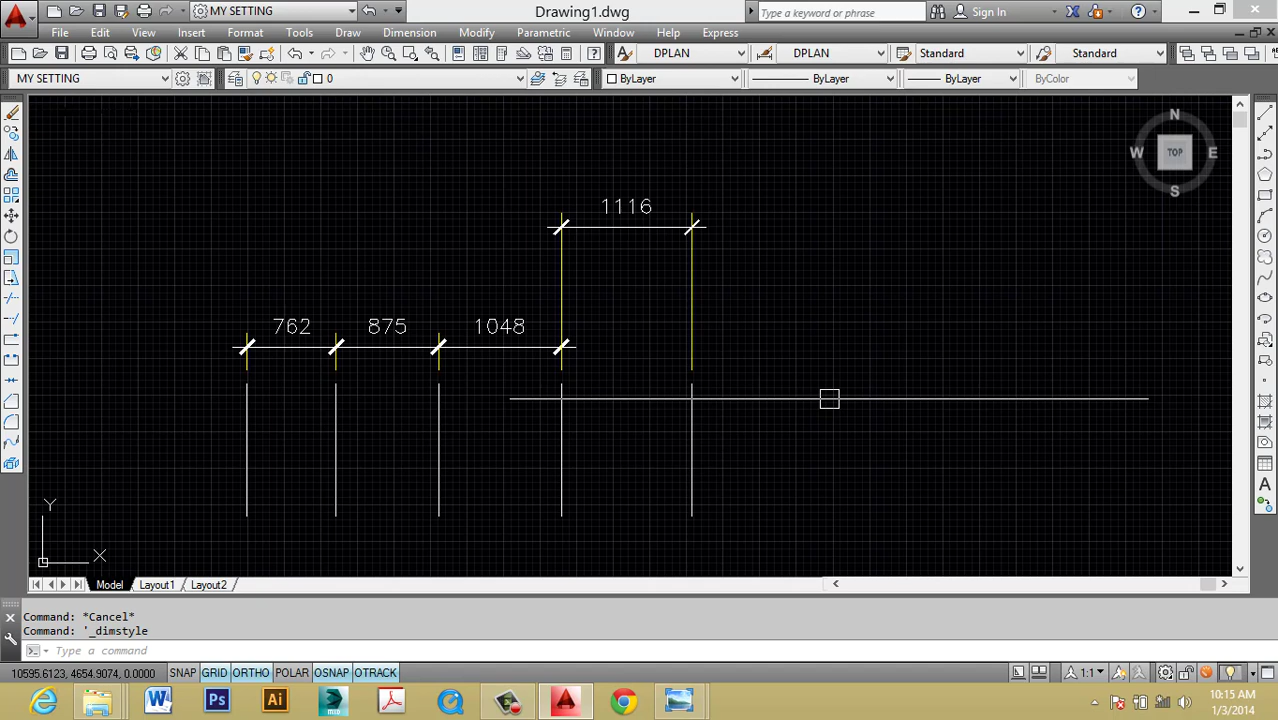 MY SETTING
Drawing1.dwg
Type a keyword or phrase
Sign In
File Edit View Insert Format Tools Draw Dimension Modify Parametric Window Help Express
DPLAN
DPLAN
Standard
Standard
MY SETTING
0
ByLayer
ByLayer
ByLayer
ByColor
N
W TOP E
S
1116
762 875 1048
Y
X
Model Layout1 Layout2
Command: *Cancel*
Command: '_dimstyle
Type a command
10595.6123, 4654.9074, 0.0000 SNAP GRID ORTHO POLAR OSNAP OTRACK
1:1
A
W
Ps
Ai
10:15 AM
1/3/2014